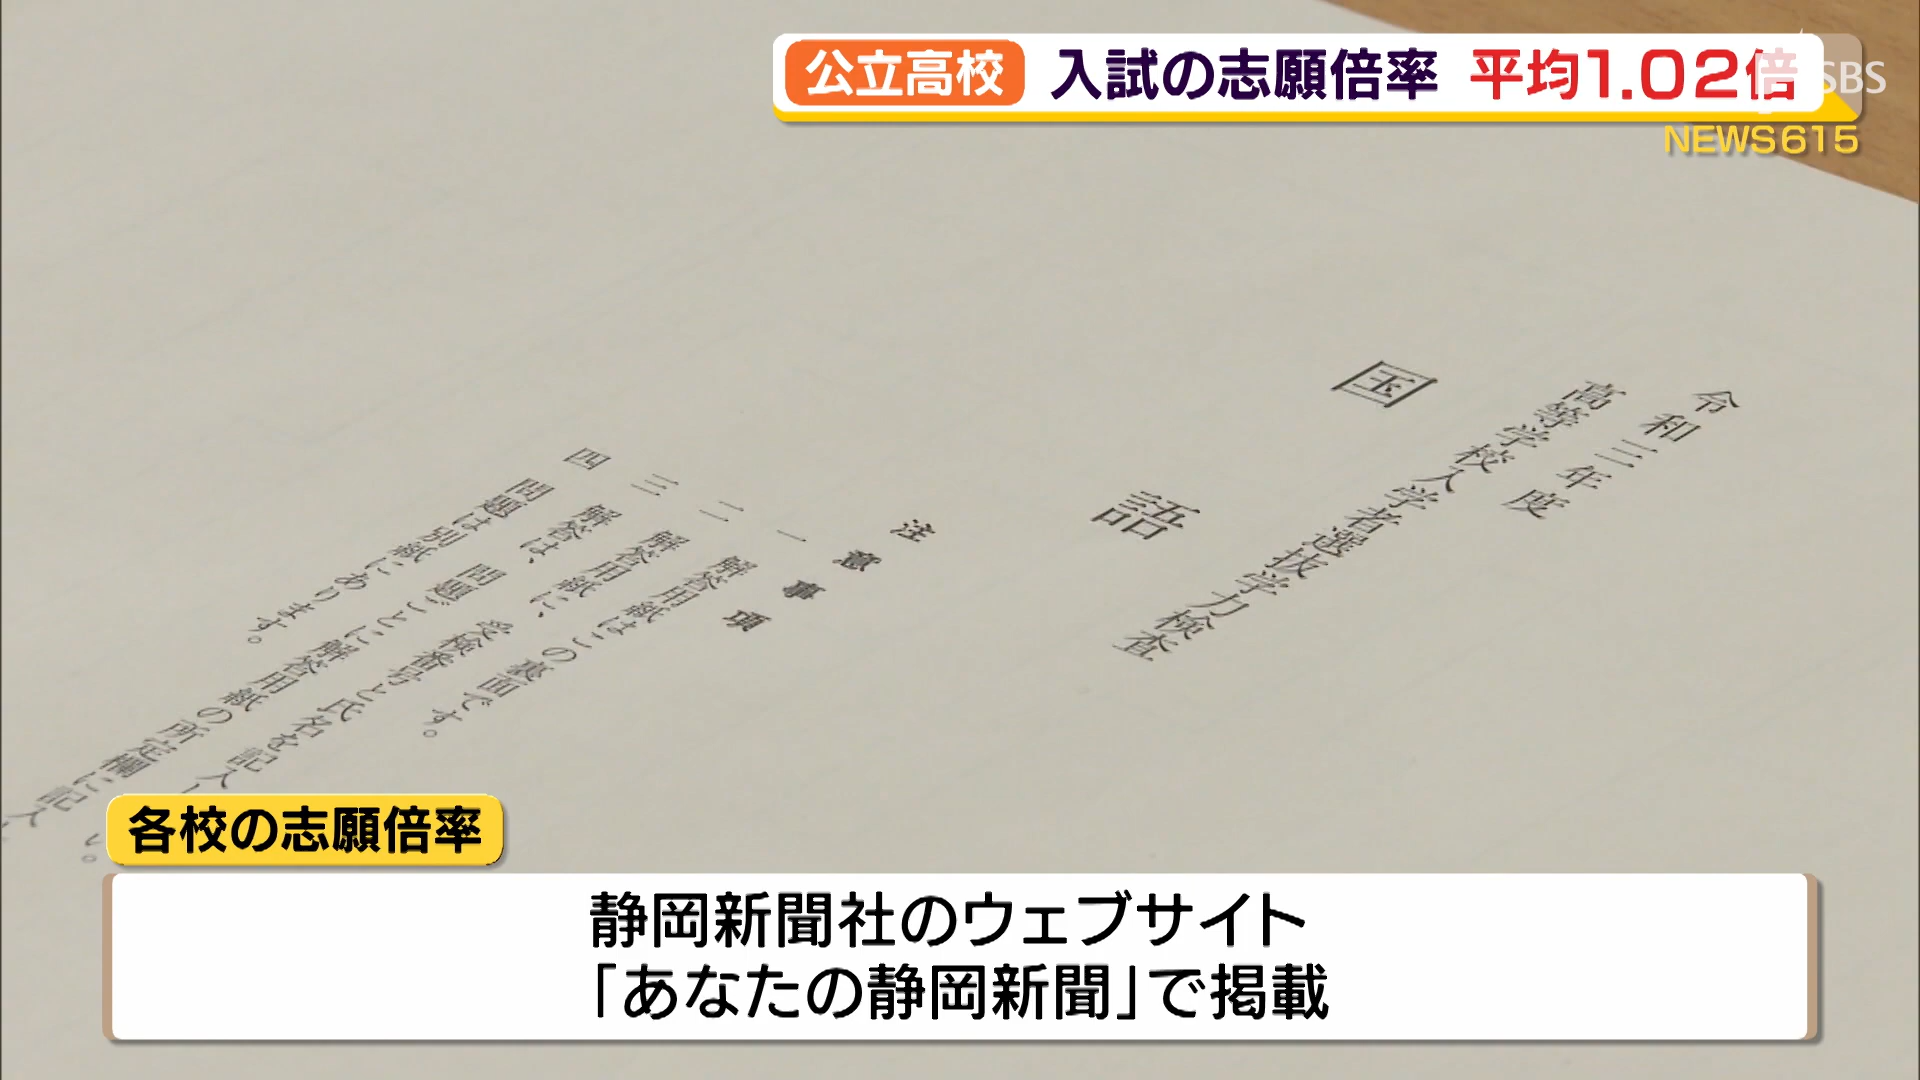 公立高校 入試の志願倍率 平均1.02倍
SBS
NEWS615
令和三年度
高等学校入学者選抜学力検査
国語
注意事項
一 解答用紙はこの裏面です。
二 解答用紙に、受検番号と氏名を記入
三 解答は、問題ごとに解答用紙の所定欄に記入
四 問題は別紙にあります。
各校の志願倍率
静岡新聞社のウェブサイト
「あなたの静岡新聞」で掲載